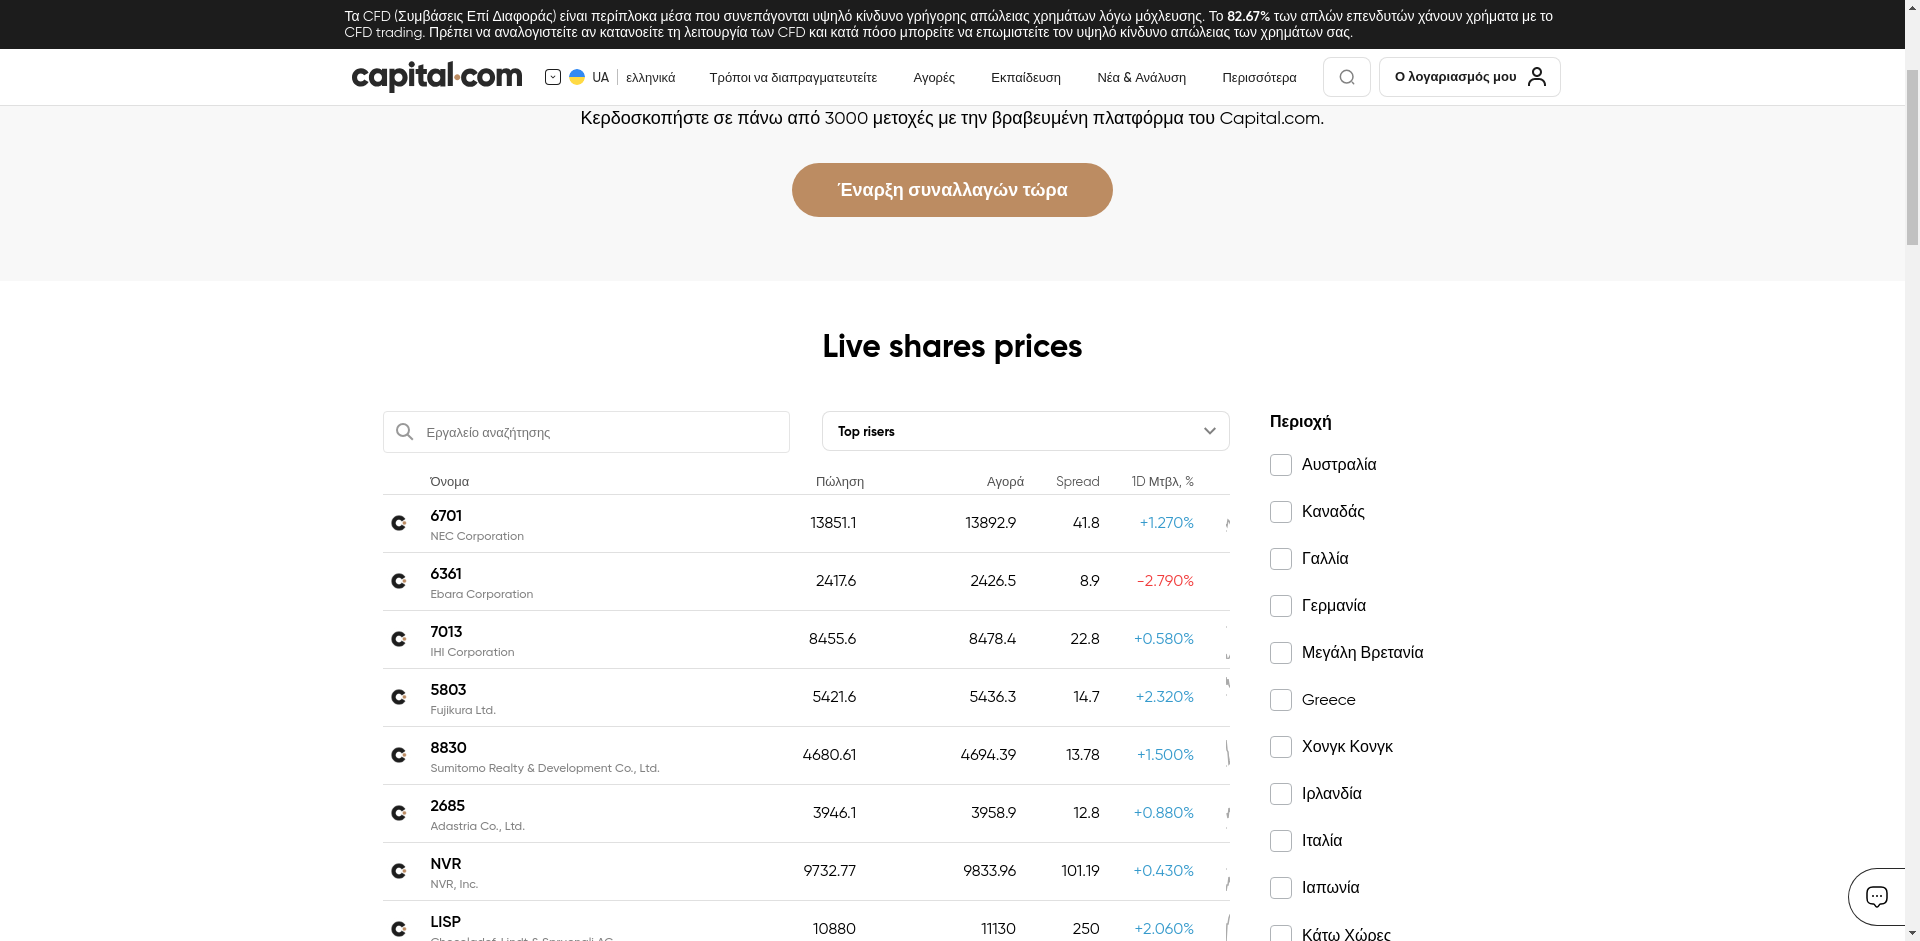 Τα CFD (Συμβάσεις Επί Διαφοράς) είναι περίπλοκα μέσα που συνεπάγονται υψηλό κίνδυνο γρήγορης απώλειας χρημάτων λόγω μόχλευσης. Το 82.67% των απλών επενδυτών χάνουν χρήματα με το
CFD trading. Πρέπει να αναλογιστείτε αν κατανοείτε τη λειτουργία των CFD και κατά πόσο μπορείτε να επωμιστείτε τον υψηλό κίνδυνο απώλειας των χρημάτων σας.
capital.com UA ελληνικά Τρόποι να διαπραγματευτείτε Αγορές Εκπαίδευση Νέα & Ανάλυση Περισσότερα Ο λογαριασμός μου
Κερδοσκοπήστε σε πάνω από 3000 μετοχές με την βραβευμένη πλατφόρμα του Capital.com.
Έναρξη συναλλαγών τώρα
Live shares prices
Εργαλείο αναζήτησης
Top risers
Όνομα Πώληση Αγορά Spread 1D Μτβλ, %
6701 13851.1 13892.9 41.8 +1.270%
NEC Corporation
6361 2417.6 2426.5 8.9 -2.790%
Ebara Corporation
7013 8455.6 8478.4 22.8 +0.580%
IHI Corporation
5803 5421.6 5436.3 14.7 +2.320%
Fujikura Ltd.
8830 4680.61 4694.39 13.78 +1.500%
Sumitomo Realty & Development Co., Ltd.
2685 3946.1 3958.9 12.8 +0.880%
Adastria Co., Ltd.
NVR 9732.77 9833.96 101.19 +0.430%
NVR, Inc.
LISP 10880 11130 250 +2.060%
Περιοχή
Αυστραλία
Καναδάς
Γαλλία
Γερμανία
Μεγάλη Βρετανία
Greece
Χονγκ Κονγκ
Ιρλανδία
Ιταλία
Ιαπωνία
Κάτω Χώρες